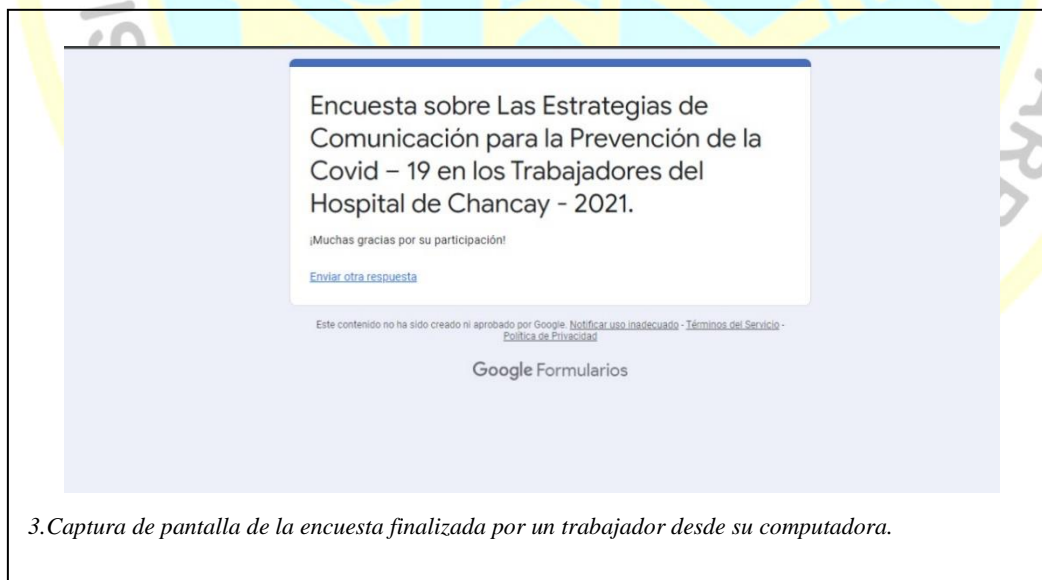 Encuesta sobre Las Estrategias de
Comunicación para la Prevención de la
Covid – 19 en los Trabajadores del
Hospital de Chancay - 2021.
¡Muchas gracias por su participación!
Enviar otra respuesta
Este contenido no ha sido creado ni aprobado por Google. Notificar uso inadecuado - Términos del Servicio -
Política de Privacidad
Google Formularios
3.Captura de pantalla de la encuesta finalizada por un trabajador desde su computadora.